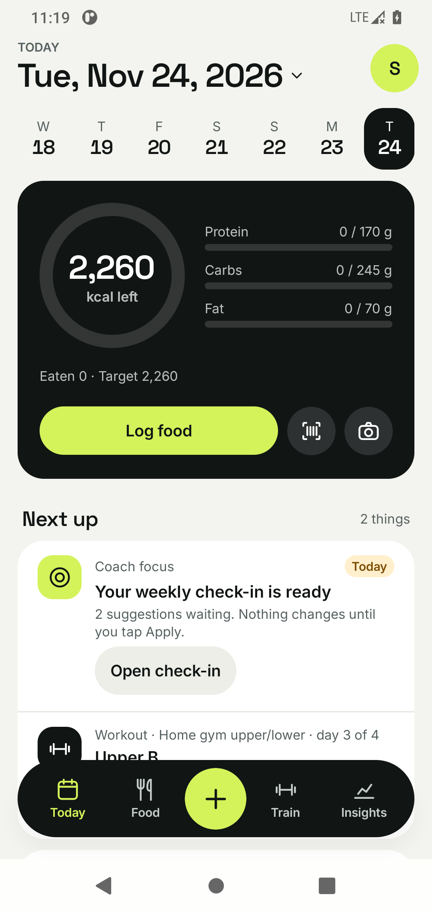 11:19
LTE
TODAY
Tue, Nov 24, 2026
S
W T F S S M T
18 19 20 21 22 23 24
2,260
kcal left
Protein 0 / 170 g
Carbs 0 / 245 g
Fat 0 / 70 g
Eaten 0 · Target 2,260
Log food
Next up
2 things
Coach focus
Today
Your weekly check-in is ready
2 suggestions waiting. Nothing changes until
you tap Apply.
Open check-in
Workout · Home gym upper/lower · day 3 of 4
Upper B
Today Food Train Insights